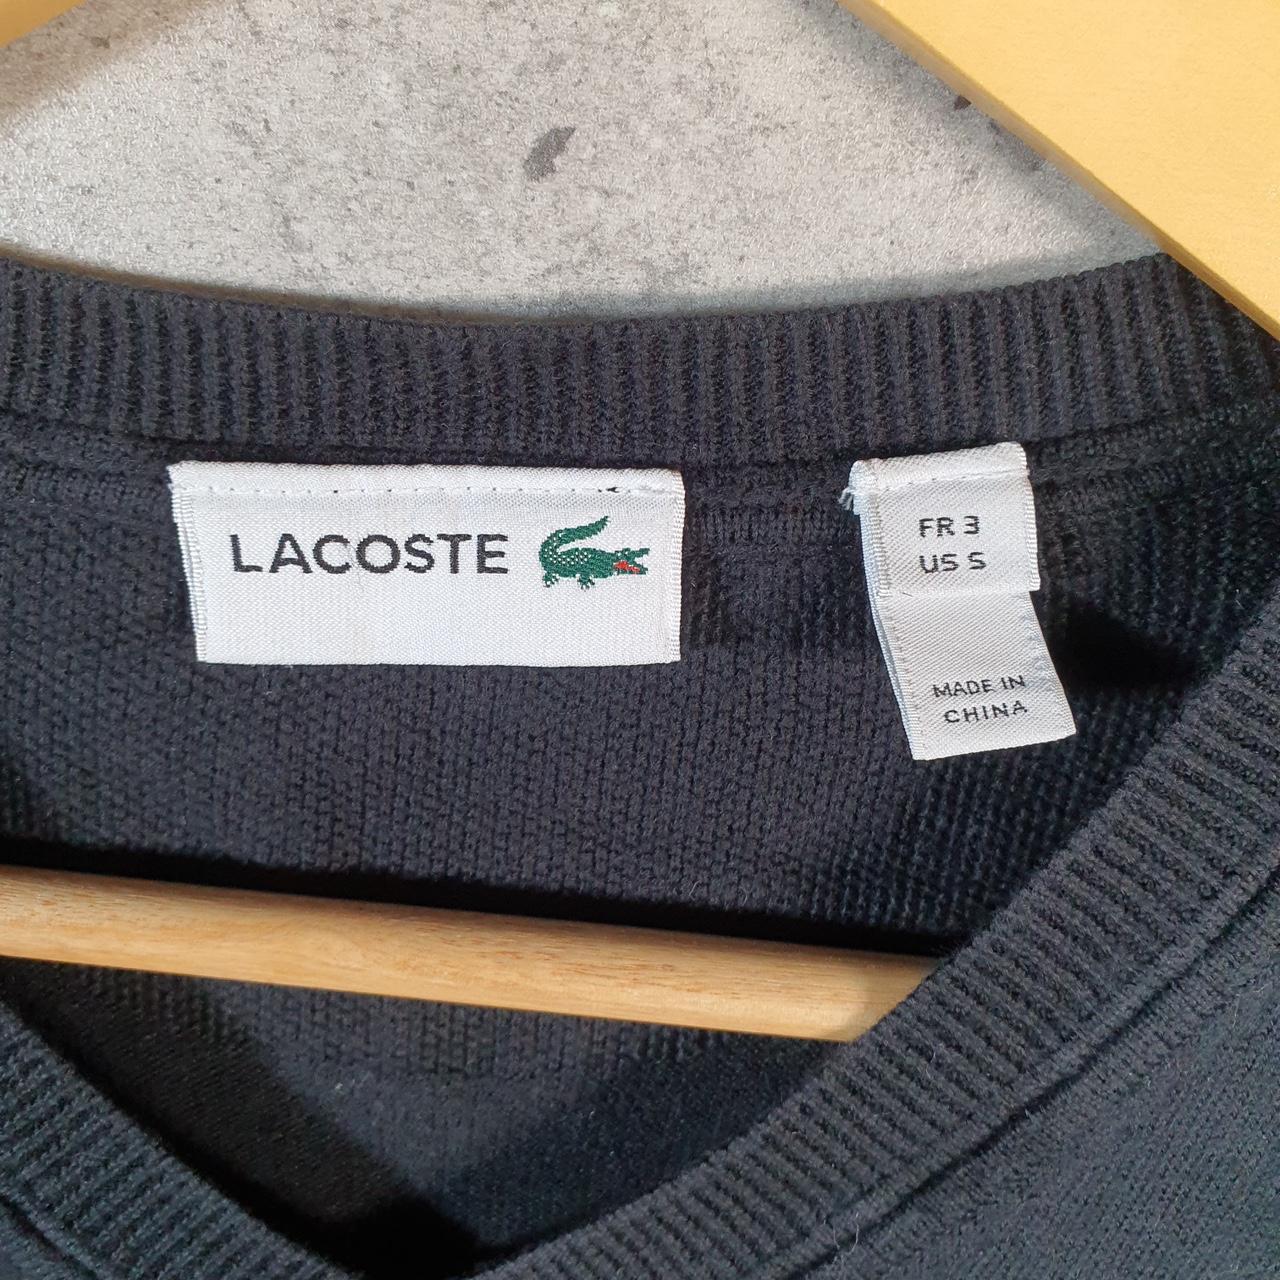 LACOSTE
FR 3
US S
MADE IN
CHINA